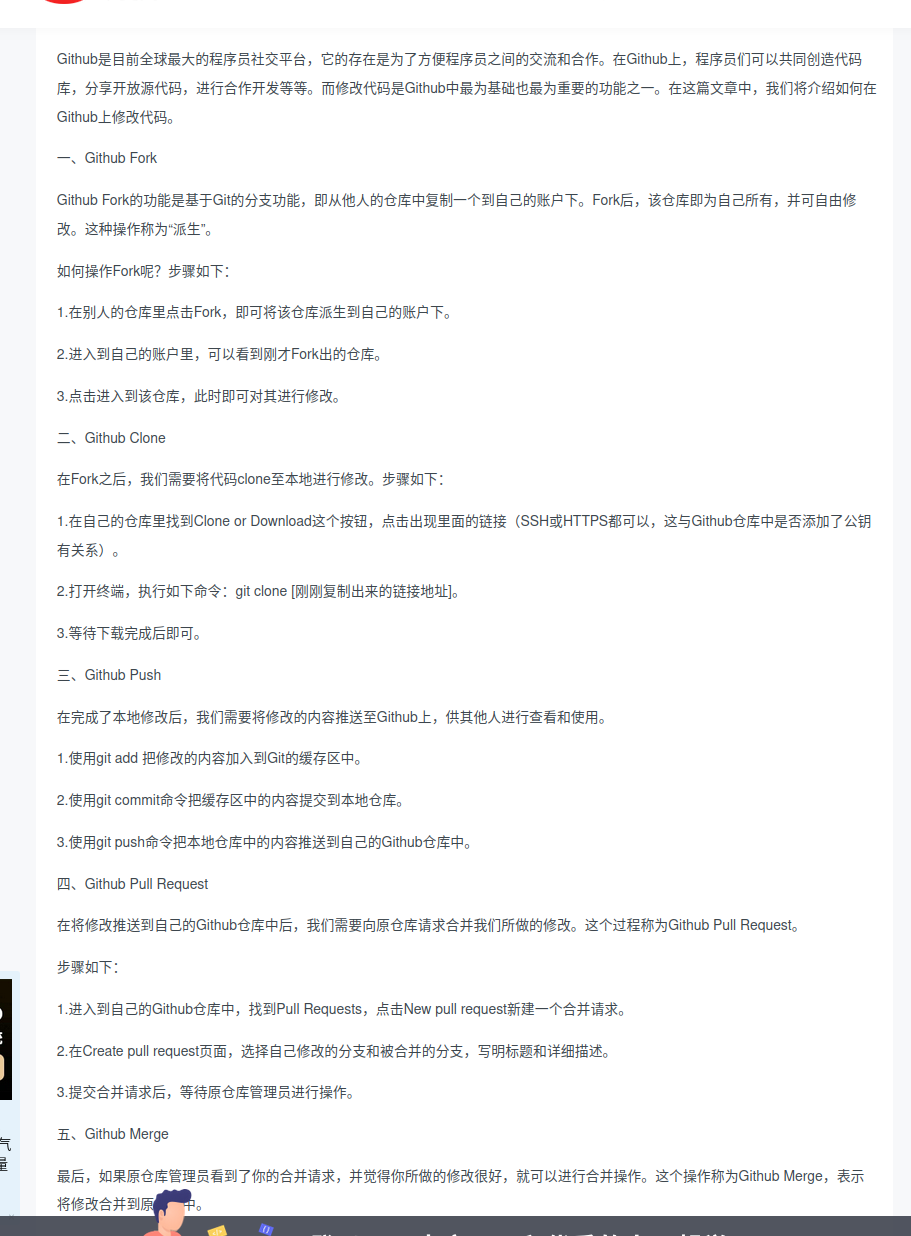 Github是目前全球最大的程序员社交平台，它的存在是为了方便程序员之间的交流和合作。在Github上，程序员们可以共同创造代码
库，分享开放源代码，进行合作开发等等。而修改代码是Github中最为基础也最为重要的功能之一。在这篇文章中，我们将介绍如何在
Github上修改代码。
一、Github Fork
Github Fork的功能是基于Git的分支功能，即从他人的仓库中复制一个到自己的账户下。Fork后，该仓库即为自己所有，并可自由修
改。这种操作称为“派生”。
如何操作Fork呢？步骤如下：
1.在别人的仓库里点击Fork，即可将该仓库派生到自己的账户下。
2.进入到自己的账户里，可以看到刚才Fork出的仓库。
3.点击进入到该仓库，此时即可对其进行修改。
二、Github Clone
在Fork之后，我们需要将代码clone至本地进行修改。步骤如下：
1.在自己的仓库里找到Clone or Download这个按钮，点击出现里面的链接（SSH或HTTPS都可以，这与Github仓库中是否添加了公钥
有关系）。
2.打开终端，执行如下命令：git clone [刚刚复制出来的链接地址]。
3.等待下载完成后即可。
三、Github Push
在完成了本地修改后，我们需要将修改的内容推送至Github上，供其他人进行查看和使用。
1.使用git add 把修改的内容加入到Git的缓存区中。
2.使用git commit命令把缓存区中的内容提交到本地仓库。
3.使用git push命令把本地仓库中的内容推送到自己的Github仓库中。
四、Github Pull Request
在将修改推送到自己的Github仓库中后，我们需要向原仓库请求合并我们所做的修改。这个过程称为Github Pull Request。
步骤如下：
1.进入到自己的Github仓库中，找到Pull Requests，点击New pull request新建一个合并请求。
2.在Create pull request页面，选择自己修改的分支和被合并的分支，写明标题和详细描述。
3.提交合并请求后，等待原仓库管理员进行操作。
五、Github Merge
最后，如果原仓库管理员看到了你的合并请求，并觉得你所做的修改很好，就可以进行合并操作。这个操作称为Github Merge，表示
将修改合并到原 中。
气
量